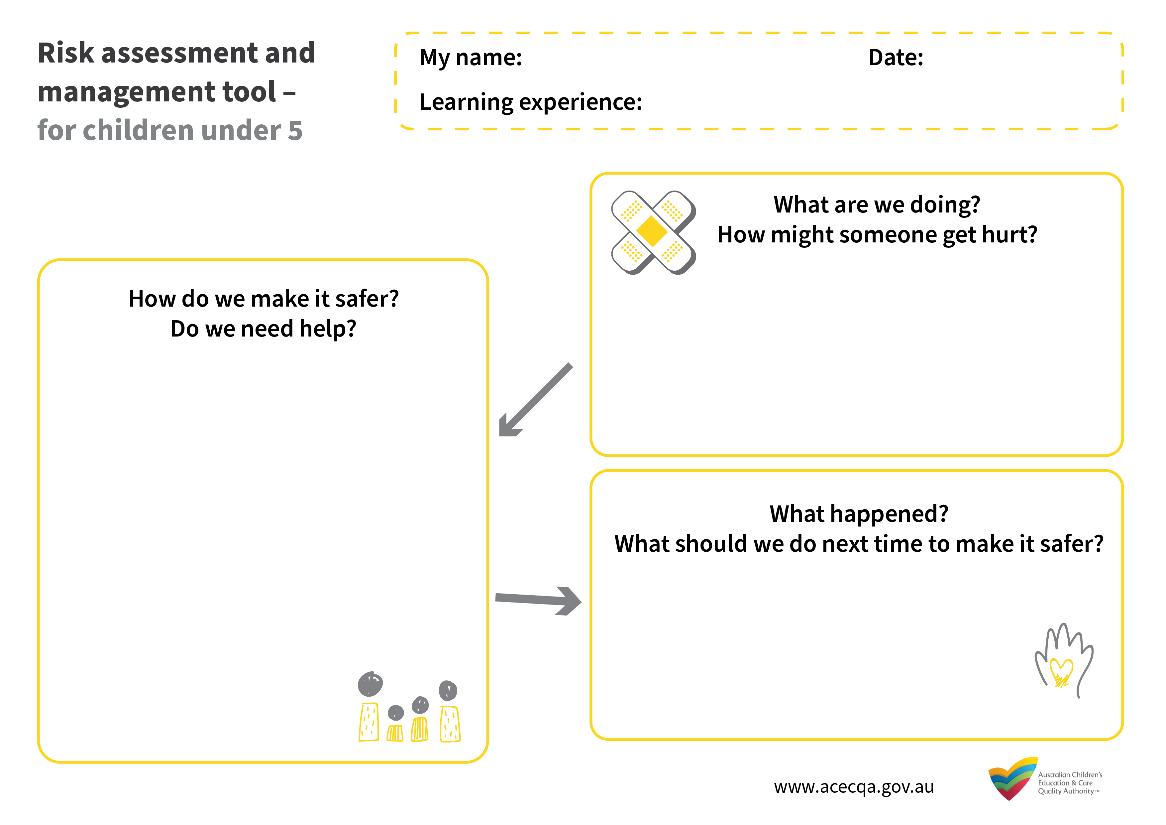 Risk assessment and
management tool –
for children under 5
My name:
Date:
Learning experience:
What are we doing?
How might someone get hurt?
How do we make it safer?
Do we need help?
What happened?
What should we do next time to make it safer?
www.acecqa.gov.au
Australian Children's
Education & Care
Quality Authority™